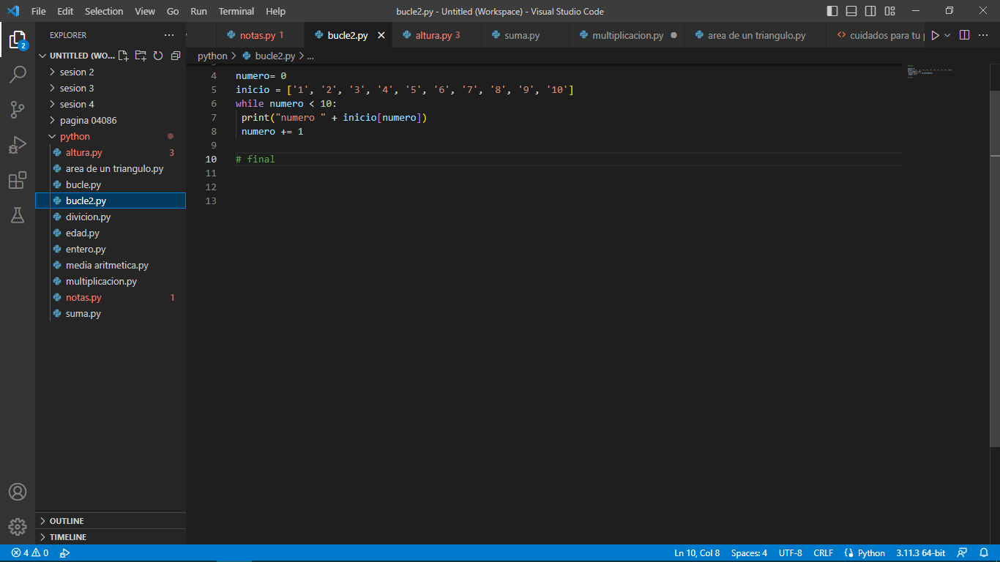 File Edit Selection View Go Run Terminal Help
bucle2.py - Untitled (Workspace) - Visual Studio Code
EXPLORER
notas.py 1
bucle2.py
altura.py 3
suma.py
multiplicacion.py
area de un triangulo.py
cuidados para tu
2
UNTITLED (WO...
python > bucle2.py > ...
sesion 2
sesion 3
sesion 4
pagina 04086
python
altura.py 3
area de un triangulo.py
bucle.py
bucle2.py
divicion.py
edad.py
entero.py
media aritmetica.py
multiplicacion.py
notas.py 1
suma.py
OUTLINE
TIMELINE
4 numero= 0
5 inicio = ['1', '2', '3', '4', '5', '6', '7', '8', '9', '10']
6 while numero < 10:
7 print("numero " + inicio[numero])
8 numero += 1
9
10 # final
11
12
13
4 0
Ln 10, Col 8 Spaces: 4 UTF-8 CRLF Python 3.11.3 64-bit